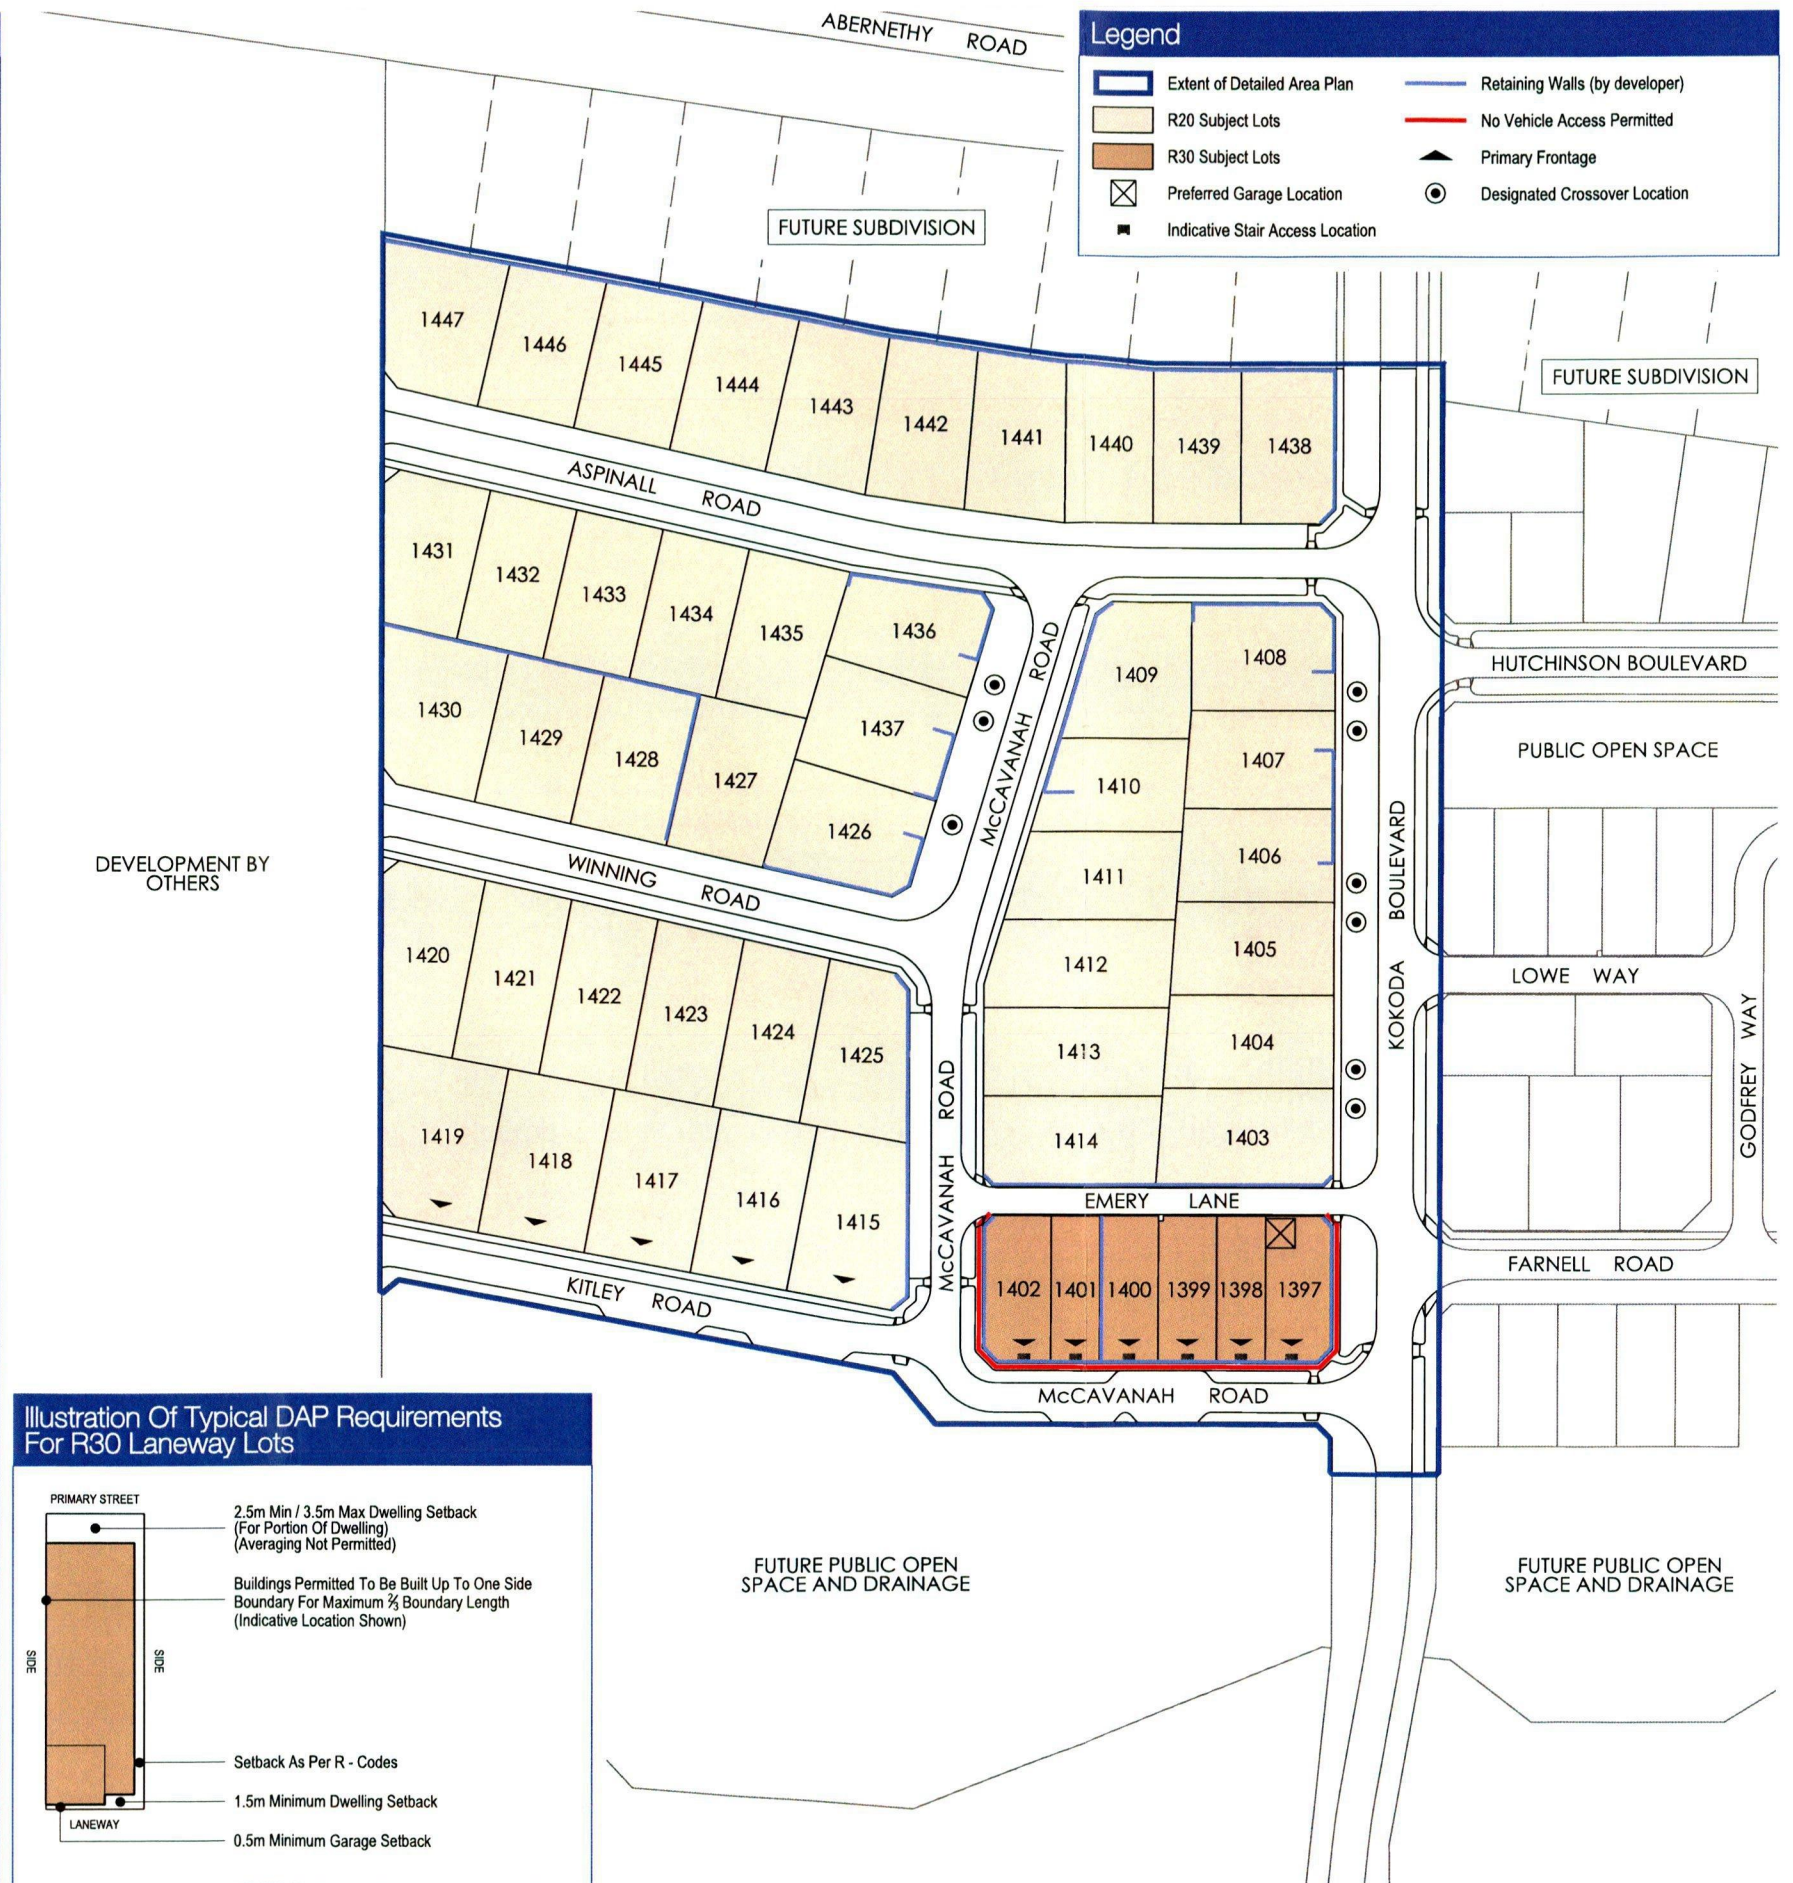 ABERNETHY ROAD
Legend
Extent of Detailed Area Plan
R20 Subject Lots
R30 Subject Lots
Preferred Garage Location
Indicative Stair Access Location
Retaining Walls (by developer)
No Vehicle Access Permitted
Primary Frontage
Designated Crossover Location
FUTURE SUBDIVISION
FUTURE SUBDIVISION
1447
1446
1445
1444
1443
1442
1441
1440
1439
1438
ASPINALL ROAD
1431
1432
1433
1434
1435
1436
1437
1430
1429
1428
1427
1426
McCAVANAH ROAD
1409
1408
1410
1407
1411
1406
1412
1405
1413
1404
1414
1403
KOKODA BOULEVARD
HUTCHINSON BOULEVARD
PUBLIC OPEN SPACE
LOWE WAY
GODFREY WAY
FARNELL ROAD
DEVELOPMENT BY
OTHERS
WINNING ROAD
1420
1421
1422
1423
1424
1425
1419
1418
1417
1416
1415
McCAVANAH ROAD
EMERY LANE
1402
1401
1400
1399
1398
1397
KITLEY ROAD
McCAVANAH ROAD
Illustration Of Typical DAP Requirements
For R30 Laneway Lots
PRIMARY STREET
2.5m Min / 3.5m Max Dwelling Setback
(For Portion Of Dwelling)
(Averaging Not Permitted)
Buildings Permitted To Be Built Up To One Side
Boundary For Maximum ⅔ Boundary Length
(Indicative Location Shown)
SIDE
SIDE
Setback As Per R - Codes
1.5m Minimum Dwelling Setback
LANEWAY
0.5m Minimum Garage Setback
FUTURE PUBLIC OPEN
SPACE AND DRAINAGE
FUTURE PUBLIC OPEN
SPACE AND DRAINAGE